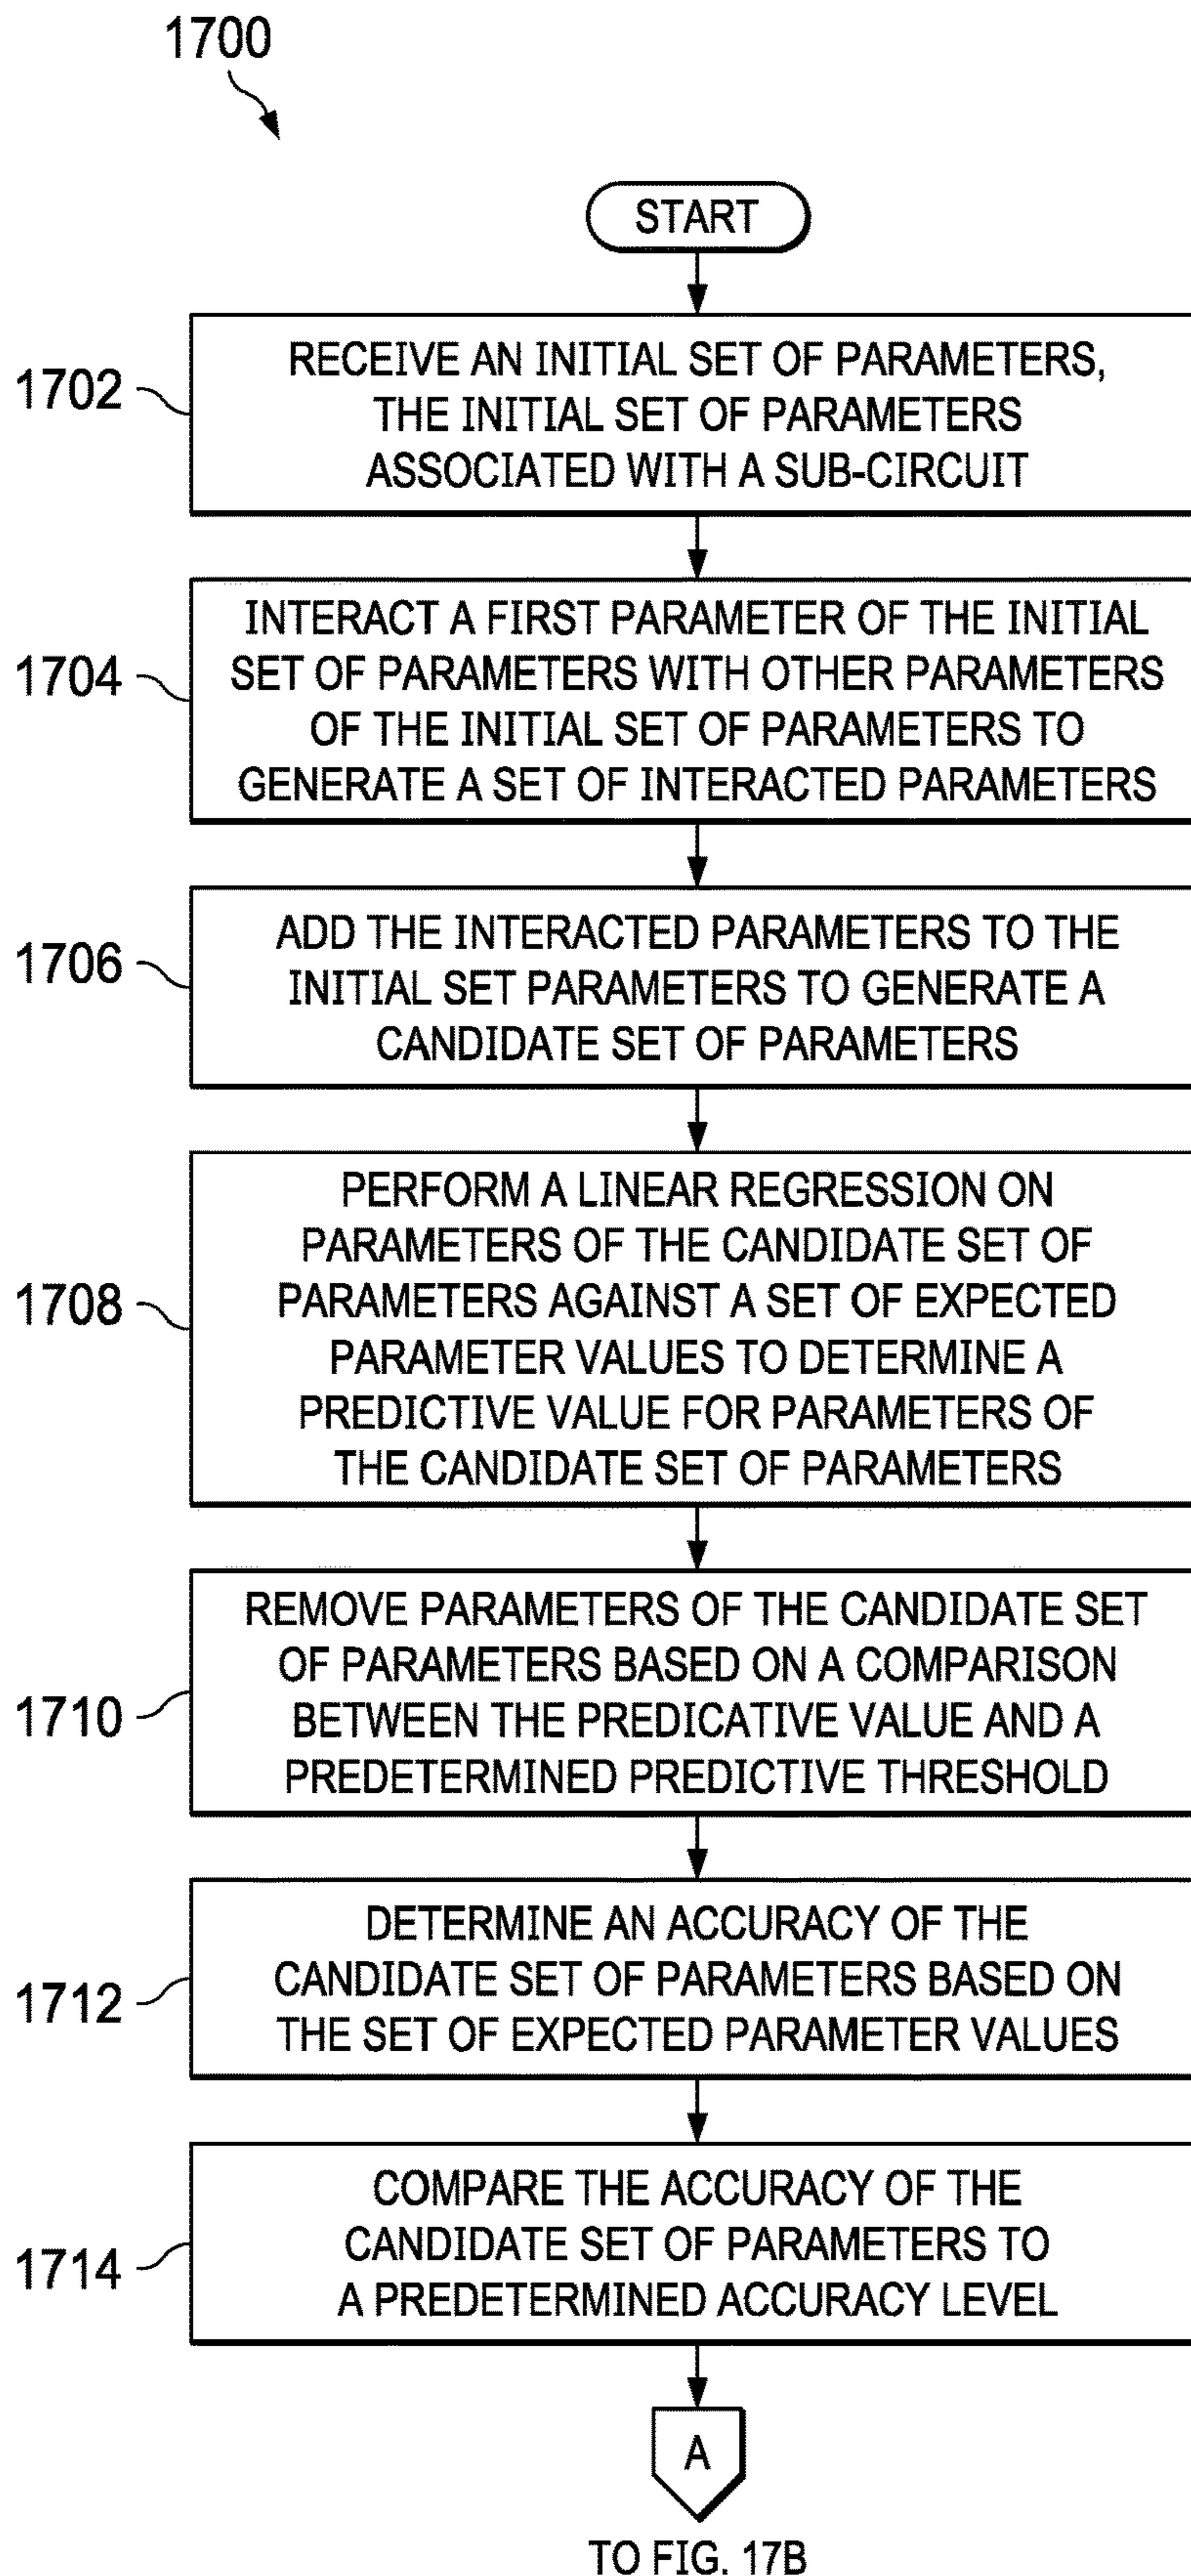 1700
START
1702
RECEIVE AN INITIAL SET OF PARAMETERS,
THE INITIAL SET OF PARAMETERS
ASSOCIATED WITH A SUB-CIRCUIT
1704
INTERACT A FIRST PARAMETER OF THE INITIAL
SET OF PARAMETERS WITH OTHER PARAMETERS
OF THE INITIAL SET OF PARAMETERS TO
GENERATE A SET OF INTERACTED PARAMETERS
1706
ADD THE INTERACTED PARAMETERS TO THE
INITIAL SET PARAMETERS TO GENERATE A
CANDIDATE SET OF PARAMETERS
1708
PERFORM A LINEAR REGRESSION ON
PARAMETERS OF THE CANDIDATE SET OF
PARAMETERS AGAINST A SET OF EXPECTED
PARAMETER VALUES TO DETERMINE A
PREDICTIVE VALUE FOR PARAMETERS OF
THE CANDIDATE SET OF PARAMETERS
1710
REMOVE PARAMETERS OF THE CANDIDATE SET
OF PARAMETERS BASED ON A COMPARISON
BETWEEN THE PREDICATIVE VALUE AND A
PREDETERMINED PREDICTIVE THRESHOLD
1712
DETERMINE AN ACCURACY OF THE
CANDIDATE SET OF PARAMETERS BASED ON
THE SET OF EXPECTED PARAMETER VALUES
1714
COMPARE THE ACCURACY OF THE
CANDIDATE SET OF PARAMETERS TO
A PREDETERMINED ACCURACY LEVEL
A
TO FIG. 17B